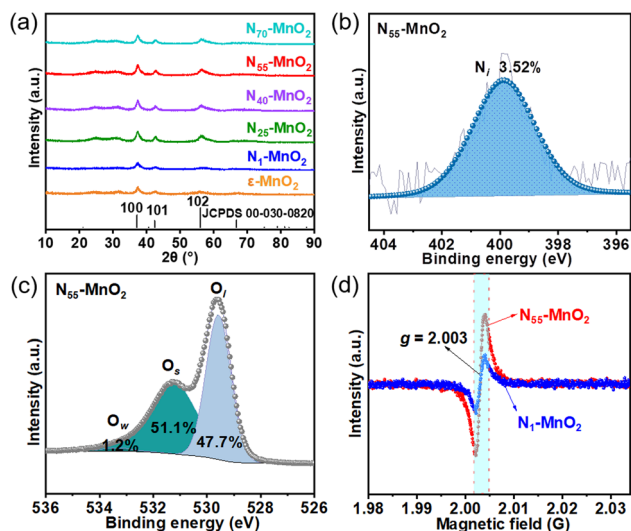 (a)
N₇₀-MnO₂
N₅₅-MnO₂
N₄₀-MnO₂
N₂₅-MnO₂
N₁-MnO₂
ε-MnO₂
100
101
102
JCPDS 00-030-0820
Intensity (a.u.)
10 20 30 40 50 60 70 80 90
2θ (°)
(b)
N₅₅-MnO₂
Nᵢ 3.52%
Intensity (a.u.)
404 400 396
Binding energy (eV)
(c)
N₅₅-MnO₂
Oₗ
Oₛ
O_w
1.2%
51.1%
47.7%
Intensity (a.u.)
536 534 532 530 528 526
Binding energy (eV)
(d)
N₅₅-MnO₂
g = 2.003
N₁-MnO₂
Intensity (a.u.)
1.98 1.99 2.00 2.01 2.02 2.03 2.04
Magnetic field (G)